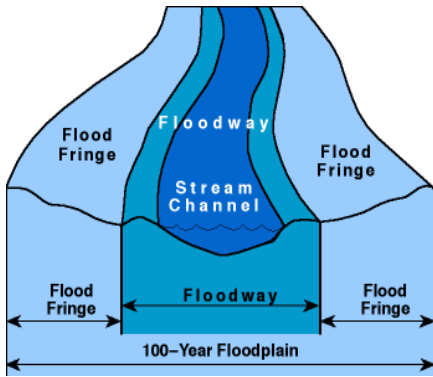 Floodway
Flood
Fringe
Flood
Fringe
Stream
Channel
Flood
Fringe
Floodway
Flood
Fringe
100–Year Floodplain